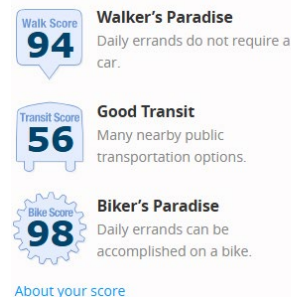 Walk Score
94
Walker's Paradise
Daily errands do not require a
car.
Transit Score
56
Good Transit
Many nearby public
transportation options.
Bike Score
98
Biker's Paradise
Daily errands can be
accomplished on a bike.
About your score